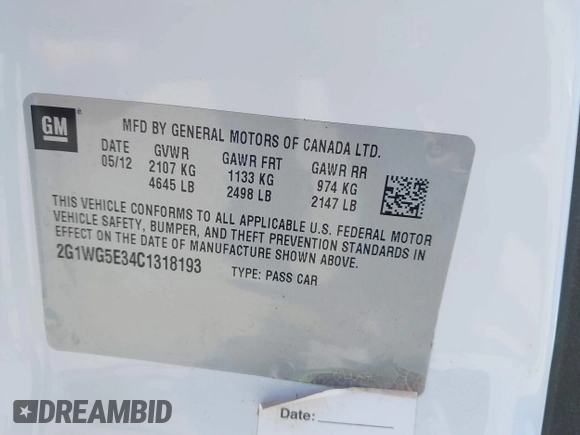 GM
MFD BY GENERAL MOTORS OF CANADA LTD.
DATE GVWR GAWR FRT GAWR RR
05/12 2107 KG 1133 KG 974 KG
4645 LB 2498 LB 2147 LB
THIS VEHICLE CONFORMS TO ALL APPLICABLE U.S. FEDERAL MOTOR
VEHICLE SAFETY, BUMPER, AND THEFT PREVENTION STANDARDS IN
EFFECT ON THE DATE OF MANUFACTURE SHOWN ABOVE.
2G1WG5E34C1318193 TYPE: PASS CAR
Date:
DREAMBID